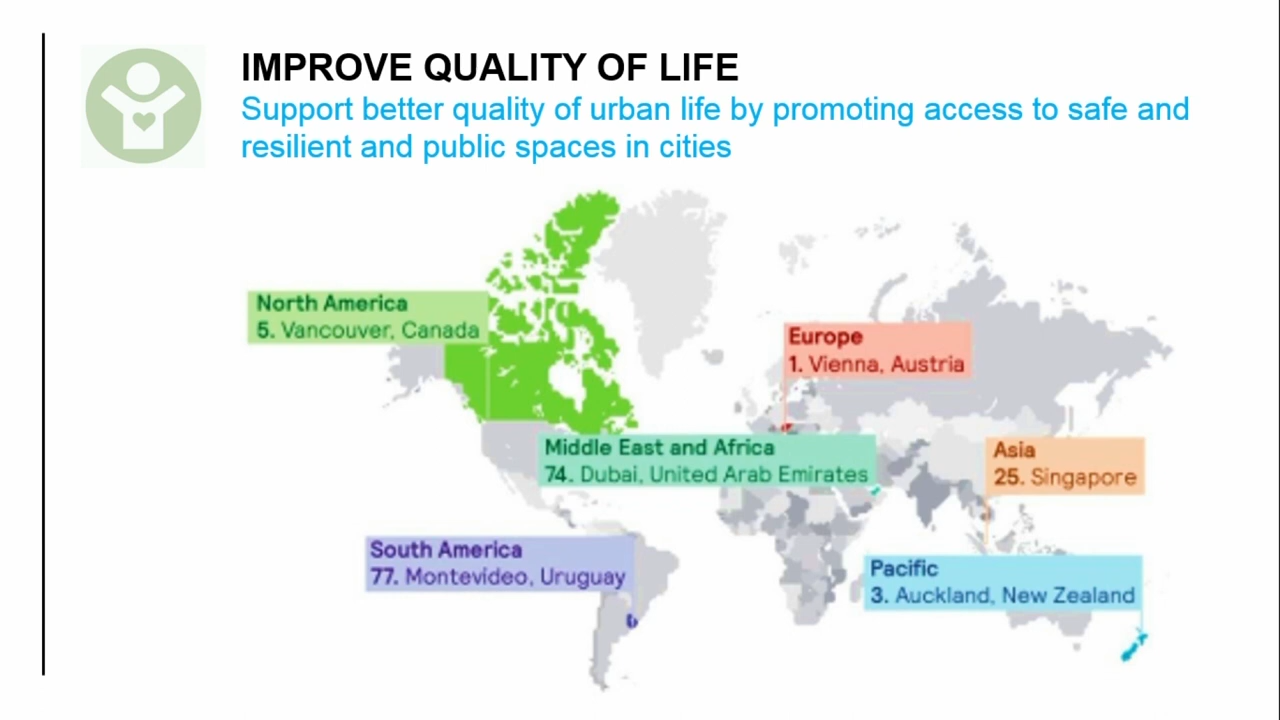 IMPROVE QUALITY OF LIFE
Support better quality of urban life by promoting access to safe and
resilient and public spaces in cities
North America
5. Vancouver, Canada
Europe
1. Vienna, Austria
Middle East and Africa
74. Dubai, United Arab Emirates
Asia
25. Singapore
South America
77. Montevideo, Uruguay
Pacific
3. Auckland, New Zealand